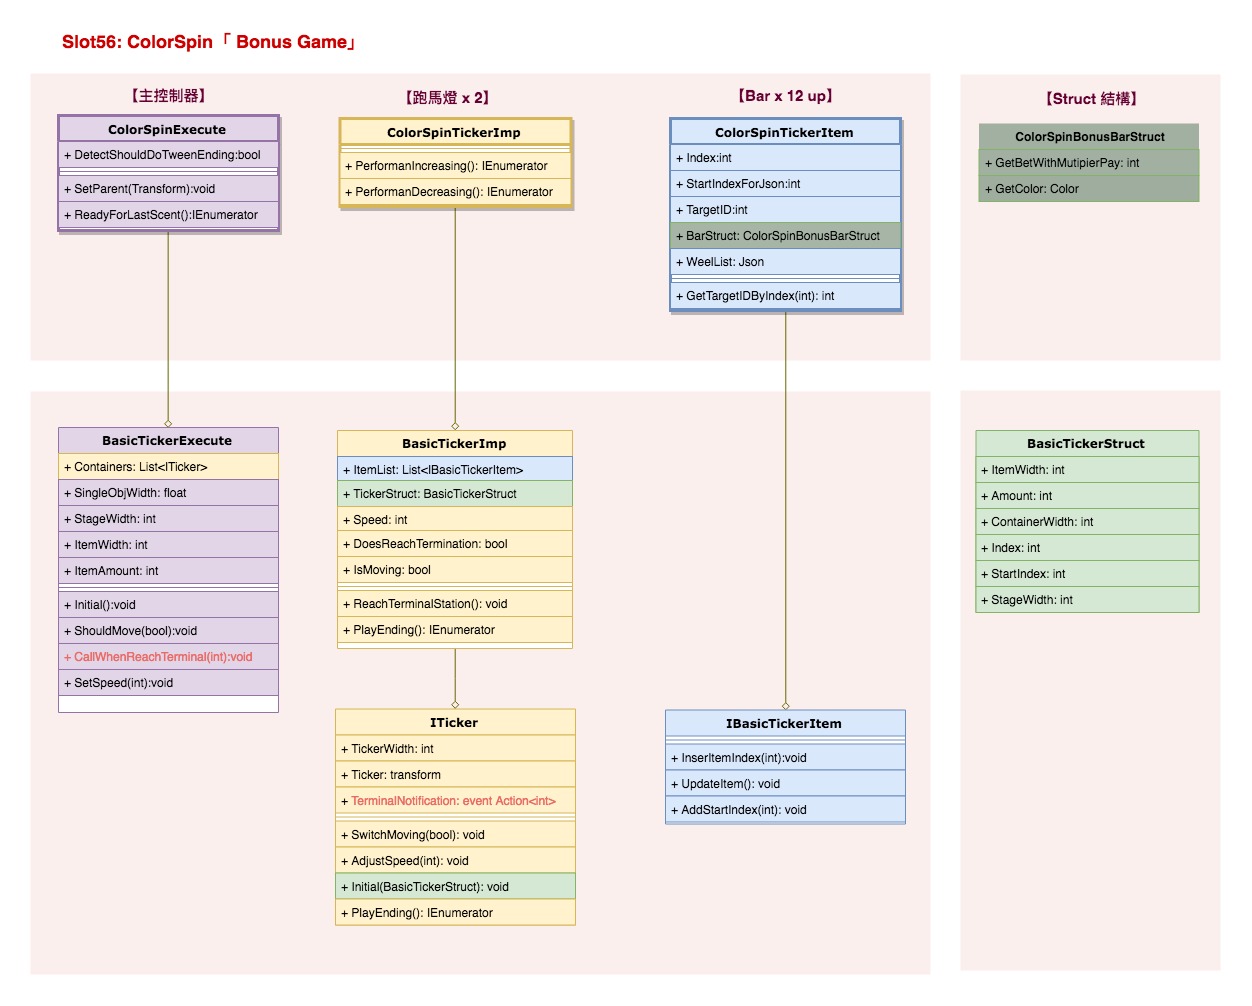 Slot56: ColorSpin「 Bonus Game」
【主控制器】
ColorSpinExecute
+ DetectShouldDoTweenEnding:bool
+ SetParent(Transform):void
+ ReadyForLastScent():IEnumerator
【跑馬燈 x 2】
ColorSpinTickerImp
+ PerformanIncreasing(): IEnumerator
+ PerformanDecreasing(): IEnumerator
【Bar x 12 up】
ColorSpinTickerItem
+ Index:int
+ StartIndexForJson:int
+ TargetID:int
+ BarStruct: ColorSpinBonusBarStruct
+ WeelList: Json
+ GetTargetIDByIndex(int): int
【Struct 結構】
ColorSpinBonusBarStruct
+ GetBetWithMutipierPay: int
+ GetColor: Color
BasicTickerExecute
+ Containers: List<ITicker>
+ SingleObjWidth: float
+ StageWidth: int
+ ItemWidth: int
+ ItemAmount: int
+ Initial():void
+ ShouldMove(bool):void
+ CallWhenReachTerminal(int):void
+ SetSpeed(int):void
BasicTickerImp
+ ItemList: List<IBasicTickerItem>
+ TickerStruct: BasicTickerStruct
+ Speed: int
+ DoesReachTermination: bool
+ IsMoving: bool
+ ReachTerminalStation(): void
+ PlayEnding(): IEnumerator
ITicker
+ TickerWidth: int
+ Ticker: transform
+ TerminalNotification: event Action<int>
+ SwitchMoving(bool): void
+ AdjustSpeed(int): void
+ Initial(BasicTickerStruct): void
+ PlayEnding(): IEnumerator
IBasicTickerItem
+ InserItemIndex(int):void
+ UpdateItem(): void
+ AddStartIndex(int): void
BasicTickerStruct
+ ItemWidth: int
+ Amount: int
+ ContainerWidth: int
+ Index: int
+ StartIndex: int
+ StageWidth: int